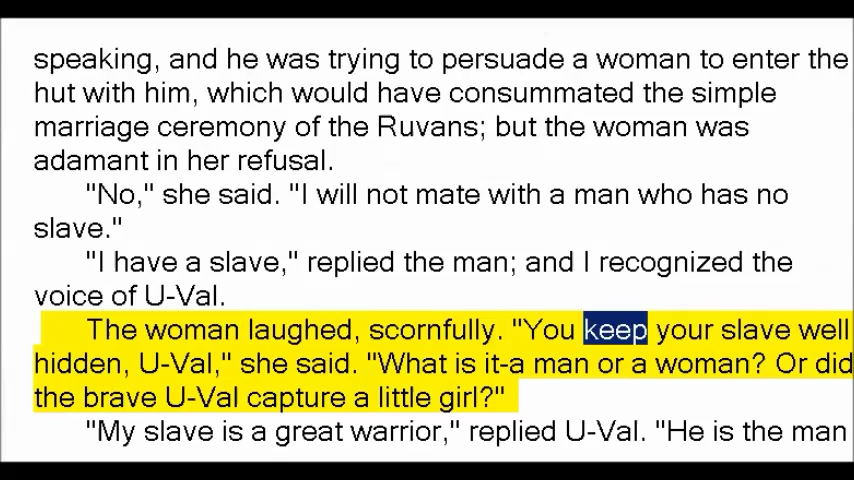 speaking, and he was trying to persuade a woman to enter the
hut with him, which would have consummated the simple
marriage ceremony of the Ruvans; but the woman was
adamant in her refusal.
"No," she said. "I will not mate with a man who has no
slave."
"I have a slave," replied the man; and I recognized the
voice of U-Val.
The woman laughed, scornfully. "You keep your slave well
hidden, U-Val," she said. "What is it-a man or a woman? Or did
the brave U-Val capture a little girl?"
"My slave is a great warrior," replied U-Val. "He is the man